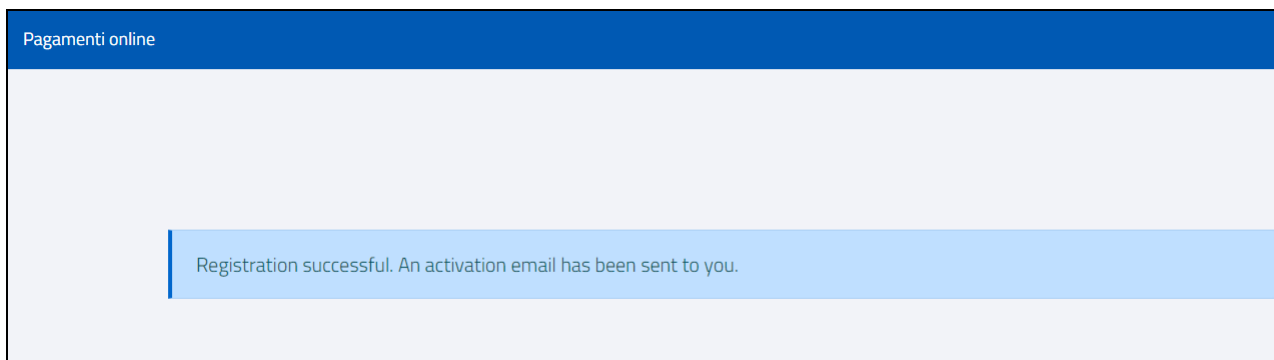 Pagamenti online
Registration successful. An activation email has been sent to you.